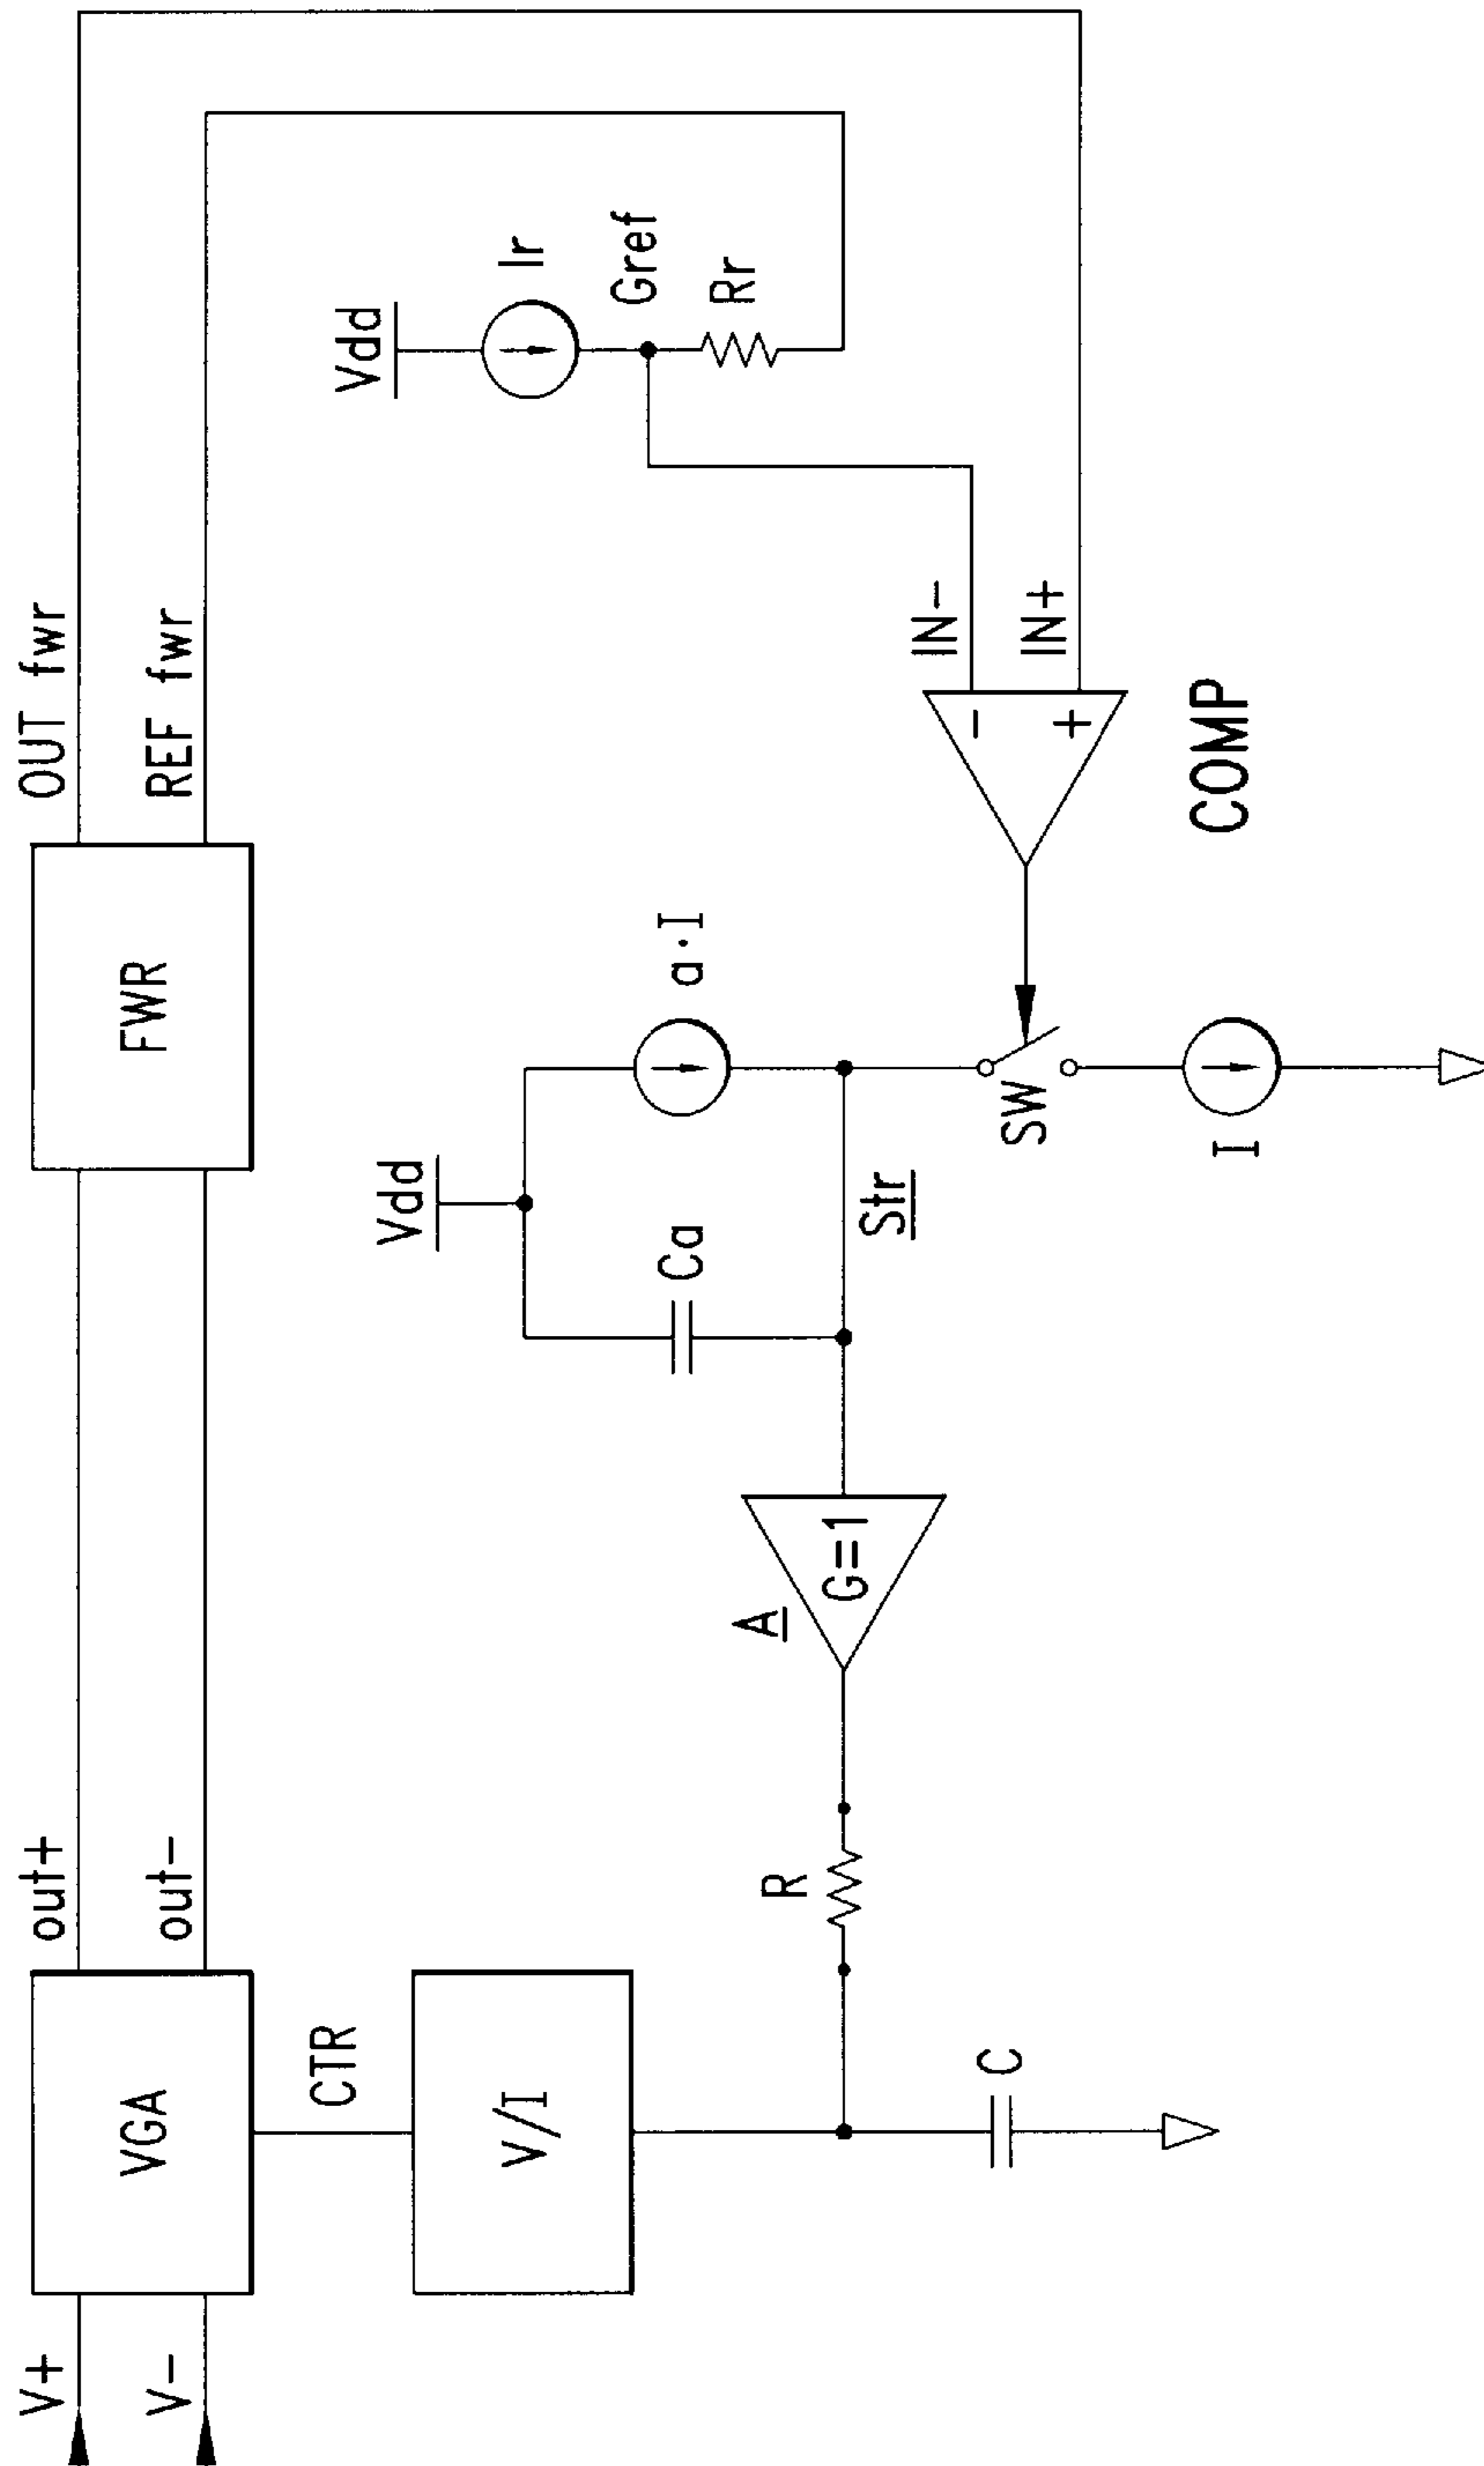 V+
V-
VGA
out+
out-
FWR
OUT fwr
REF fwr
CTR
V/I
Vdd
Vdd
Ir
Gref
Rr
Ca
a·I
A
G=1
Str
R
C
SW
I
IN-
IN+
-
+
COMP